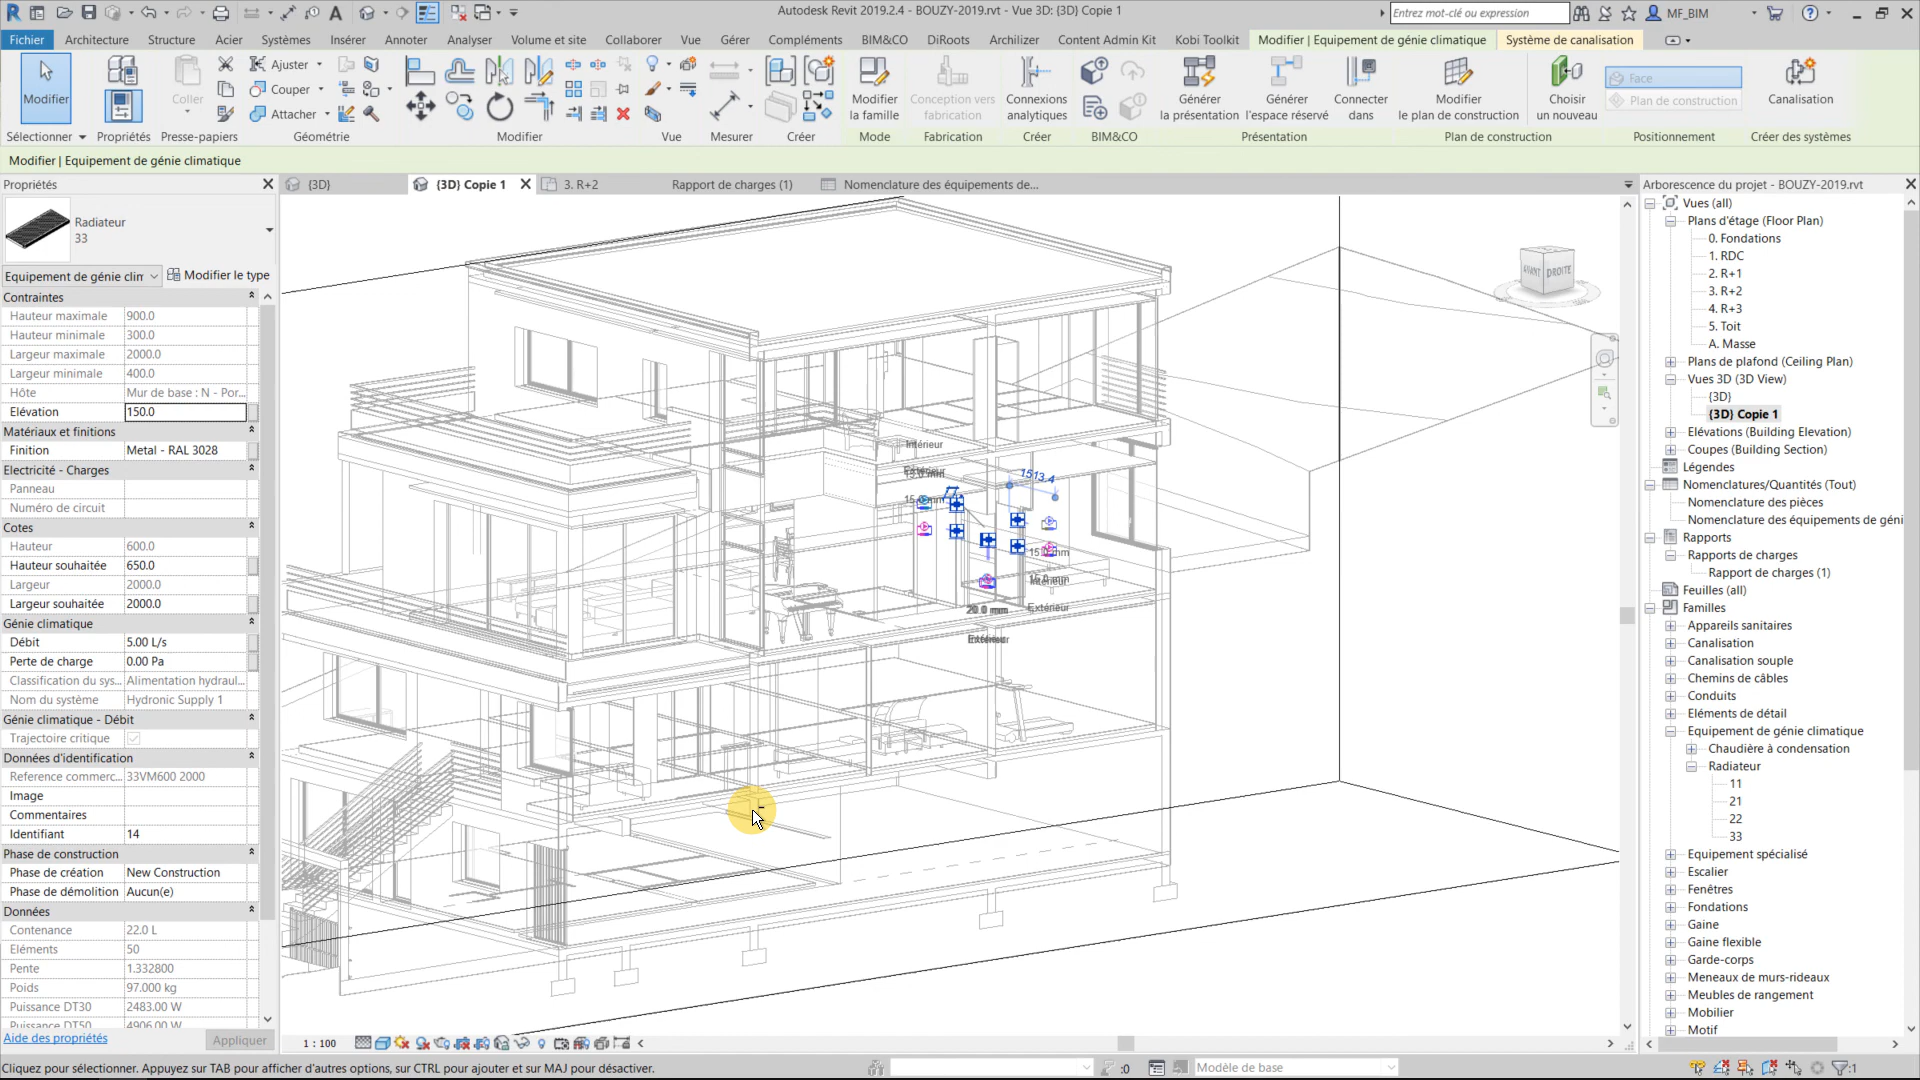 Autodesk Revit 2019.2.4 - BOUZY-2019.rvt - Vue 3D: {3D} Copie 1
Entrez mot-clé ou expression
MF_BIM
Fichier Architecture Structure Acier Systèmes Insérer Annoter Analyser Volume et site Collaborer Vue Gérer Compléments BIM&CO DiRoots Archilizer Content Admin Kit Kobi Toolkit Modifier | Equipement de génie climatique Système de canalisation
Modifier
Coller
Ajuster
Couper
Attacher
Modifier la famille
Conception vers fabrication
Connexions analytiques
Générer la présentation
Générer l'espace réservé
Connecter dans
Modifier le plan de construction
Choisir un nouveau
Face
Plan de construction
Canalisation
Sélectionner Propriétés Presse-papiers Géométrie Modifier Vue Mesurer Créer Mode Fabrication Créer BIM&CO Présentation Plan de construction Positionnement Créer des systèmes
Modifier | Equipement de génie climatique
Propriétés
{3D} {3D} Copie 1 3. R+2 Rapport de charges (1) Nomenclature des équipements de...
Radiateur
33
Equipement de génie clim Modifier le type
Contraintes
Hauteur maximale 900.0
Hauteur minimale 300.0
Largeur maximale 2000.0
Largeur minimale 400.0
Hôte Mur de base : N - Por...
Elévation 150.0
Matériaux et finitions
Finition Metal - RAL 3028
Electricité - Charges
Panneau
Numéro de circuit
Cotes
Hauteur 600.0
Hauteur souhaitée 650.0
Largeur 2000.0
Largeur souhaitée 2000.0
Génie climatique
Débit 5.00 L/s
Perte de charge 0.00 Pa
Classification du sys... Alimentation hydraul...
Nom du système Hydronic Supply 1
Génie climatique - Débit
Trajectoire critique
Données d'identification
Reference commerc... 33VM600 2000
Image
Commentaires
Identifiant 14
Phase de construction
Phase de création New Construction
Phase de démolition Aucun(e)
Données
Contenance 22.0 L
Eléments 50
Pente 1.332800
Poids 97.000 kg
Puissance DT30 2483.00 W
Puissance DT50 4906.00 W
Aide des propriétés Appliquer
AVANT DROITE
Intérieur
Extérieur
1513.4
Extérieur
20.0 mm
Extérieur
1 : 100
Arborescence du projet - BOUZY-2019.rvt
Vues (all)
Plans d'étage (Floor Plan)
0. Fondations
1. RDC
2. R+1
3. R+2
4. R+3
5. Toit
A. Masse
Plans de plafond (Ceiling Plan)
Vues 3D (3D View)
{3D}
{3D} Copie 1
Elévations (Building Elevation)
Coupes (Building Section)
Légendes
Nomenclatures/Quantités (Tout)
Nomenclature des pièces
Nomenclature des équipements de géni
Rapports
Rapports de charges
Rapport de charges (1)
Feuilles (all)
Familles
Appareils sanitaires
Canalisation
Canalisation souple
Chemins de câbles
Conduits
Eléments de détail
Equipement de génie climatique
Chaudière à condensation
Radiateur
11
21
22
33
Equipement spécialisé
Escalier
Fenêtres
Fondations
Gaine
Gaine flexible
Garde-corps
Meneaux de murs-rideaux
Meubles de rangement
Mobilier
Motif
Cliquez pour sélectionner. Appuyez sur TAB pour afficher d'autres options, sur CTRL pour ajouter et sur MAJ pour désactiver.
:0
Modèle de base
:1